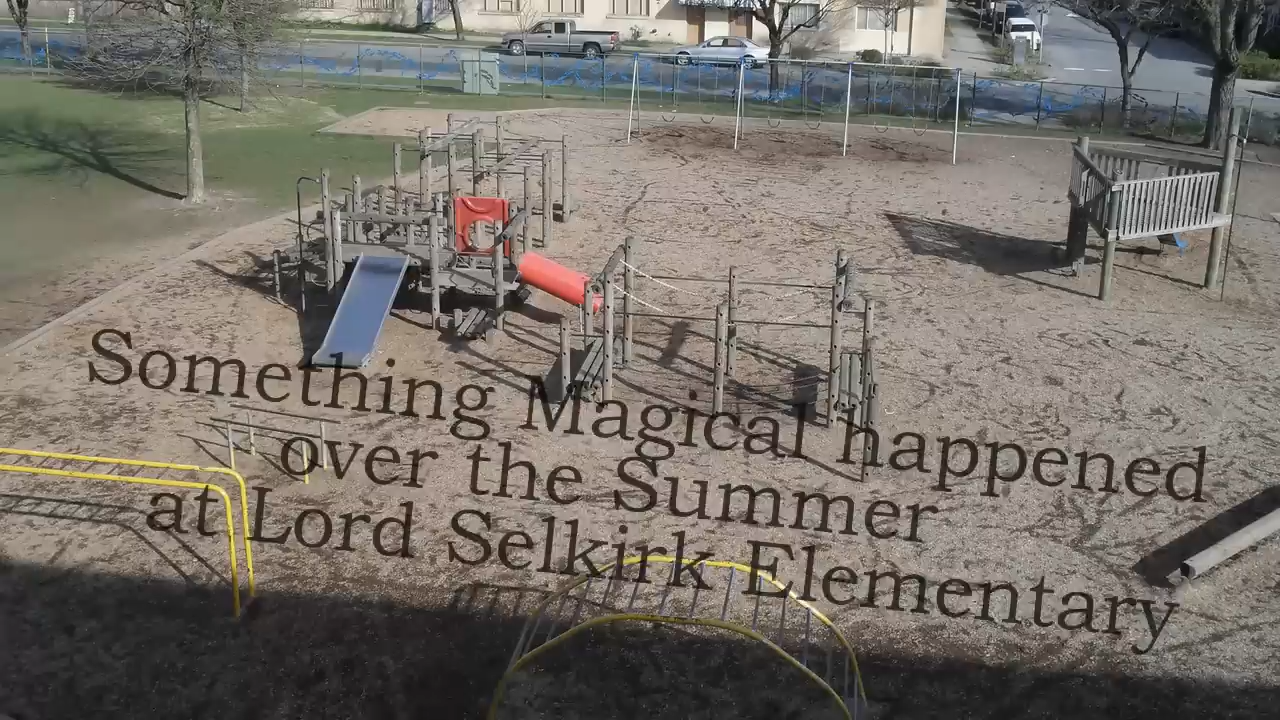 Something Magical happened
over the Summer
at Lord Selkirk Elementary